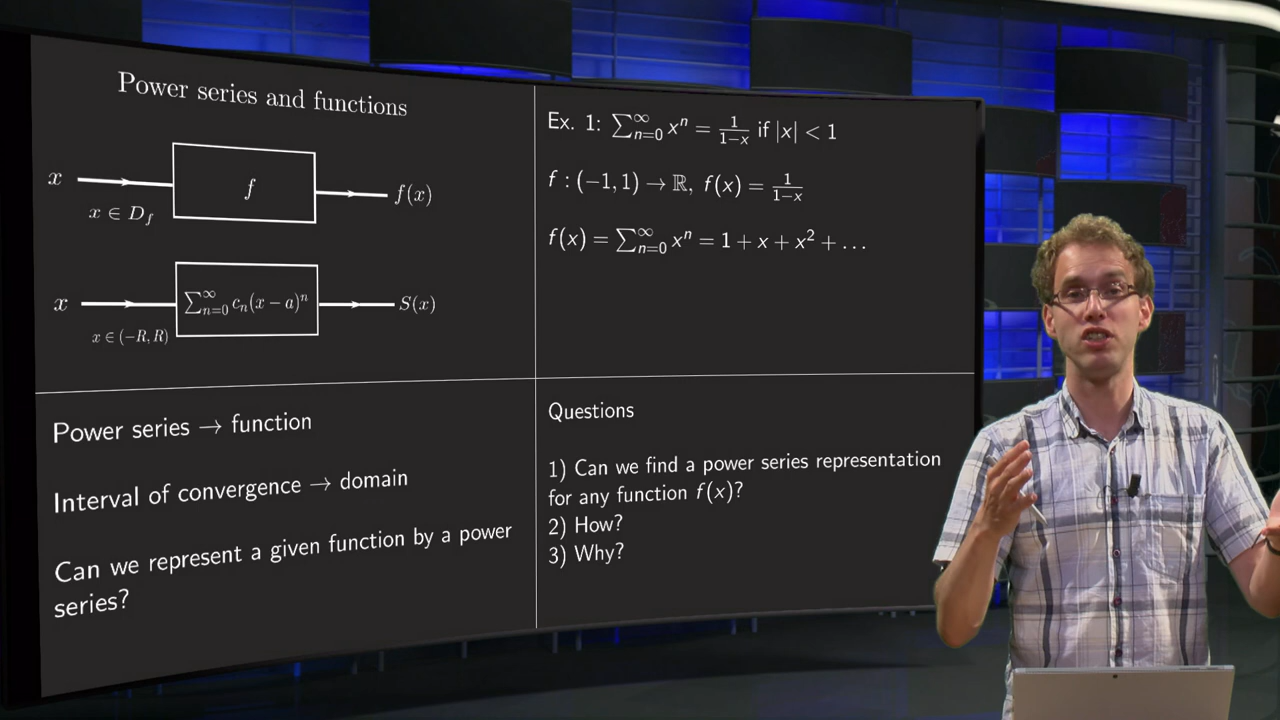 Power series and functions
x
f
f(x)
x ∈ D_f
x
∑_{n=0}^{∞} c_n(x − a)^n
S(x)
x ∈ (−R, R)
Ex. 1: ∑_{n=0}^{∞} x^n = 1/(1−x) if |x| < 1
f : (−1, 1) → ℝ, f(x) = 1/(1−x)
f(x) = ∑_{n=0}^{∞} x^n = 1 + x + x² + …
Power series → function
Interval of convergence → domain
Can we represent a given function by a power
series?
Questions
1) Can we find a power series representation
for any function f(x)?
2) How?
3) Why?